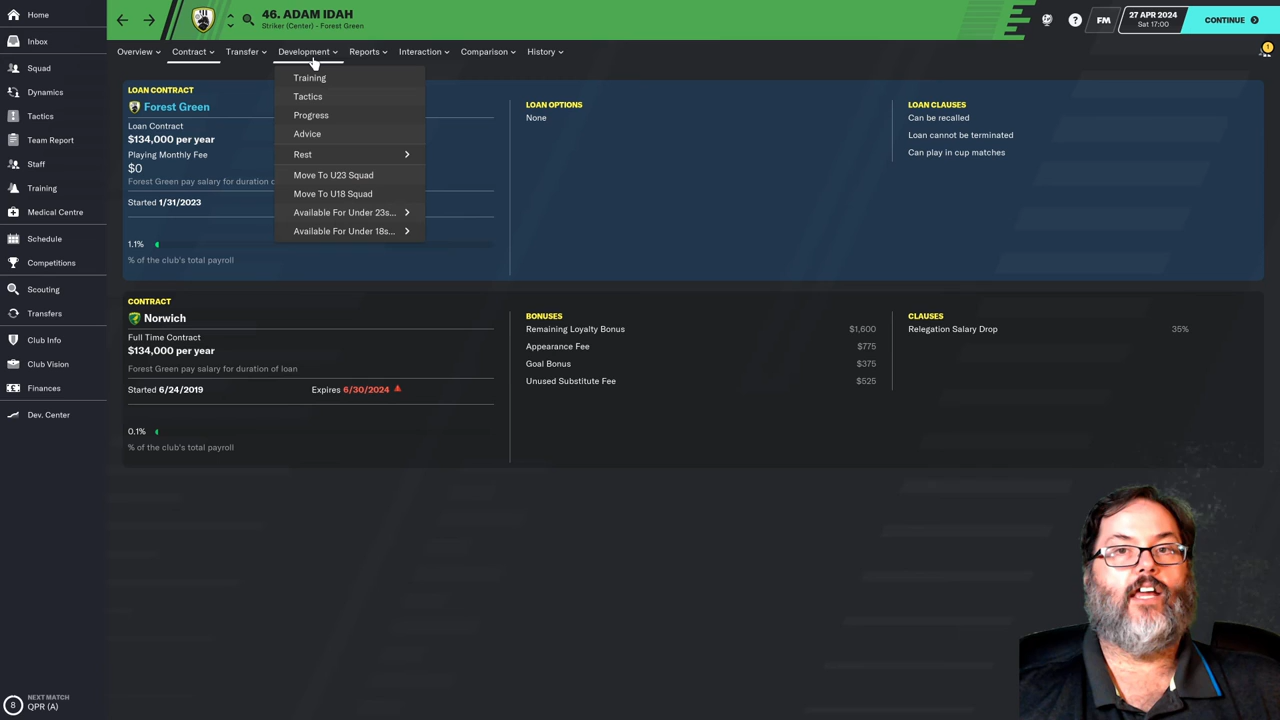 Home
Inbox
Squad
Dynamics
Tactics
Team Report
Staff
Training
Medical Centre
Schedule
Competitions
Scouting
Transfers
Club Info
Club Vision
Finances
Dev. Center
8
NEXT MATCH
QPR (A)
46. ADAM IDAH
Striker (Center) - Forest Green
?
FM
27 APR 2024
Sat 17:00
CONTINUE
Overview
Contract
Transfer
Development
Reports
Interaction
Comparison
History
1
Training
Tactics
Progress
Advice
Rest
Move To U23 Squad
Move To U18 Squad
Available For Under 23s...
Available For Under 18s...
LOAN CONTRACT
Forest Green
Loan Contract
$134,000 per year
Playing Monthly Fee
$0
Forest Green pay salary for duration o
Started 1/31/2023
1.1%
% of the club's total payroll
LOAN OPTIONS
None
LOAN CLAUSES
Can be recalled
Loan cannot be terminated
Can play in cup matches
CONTRACT
Norwich
Full Time Contract
$134,000 per year
Forest Green pay salary for duration of loan
Started 6/24/2019 Expires 6/30/2024
0.1%
% of the club's total payroll
BONUSES
Remaining Loyalty Bonus $1,600
Appearance Fee $775
Goal Bonus $375
Unused Substitute Fee $525
CLAUSES
Relegation Salary Drop 35%